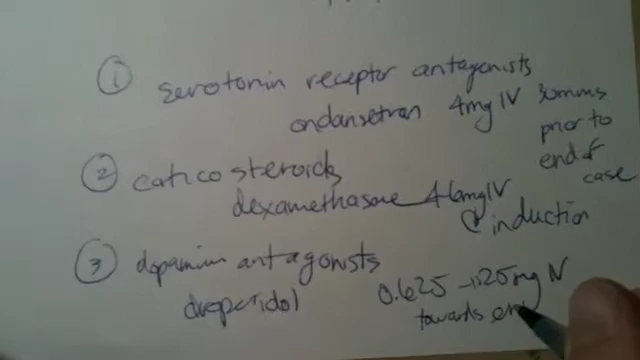 ① serotonin receptor antagonists
ondansetron 4mg IV 30mins
prior to
end of
case
② corticosteroids
dexamethasone 4-6mg IV
@ induction
③ dopamine antagonists
droperidol 0.625 - 1.25mg IV
towards end